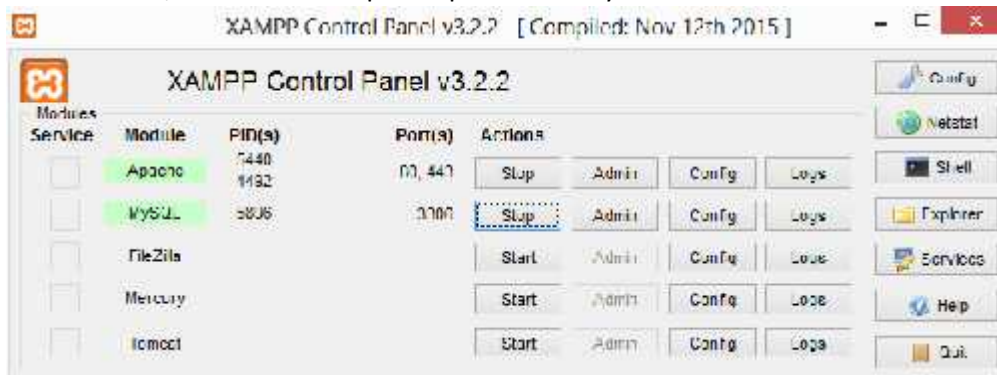 XAMPP Control Panel v3.2.2 [ Compiled: Nov 12th 2015 ]
XAMPP Control Panel v3.2.2 Config
Modules
Service Module PID(s) Port(s) Actions Netstat
Apache 80, 443 Stop Admin Config Logs Shell
MySQL Stop Admin Config Logs Explorer
FileZilla Start Admin Config Logs Services
Mercury Start Admin Config Logs Help
Tomcat Start Admin Config Logs Quit